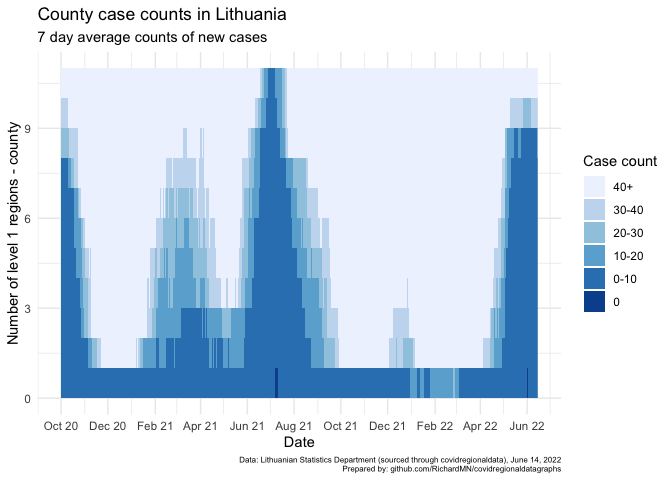 County case counts in Lithuania
7 day average counts of new cases
Number of level 1 regions - county
9
6
3
0
Oct 20 Dec 20 Feb 21 Apr 21 Jun 21 Aug 21 Oct 21 Dec 21 Feb 22 Apr 22 Jun 22
Date
Case count
40+
30-40
20-30
10-20
0-10
0
Data: Lithuanian Statistics Department (sourced through covidregionaldata), June 14, 2022
Prepared by: github.com/RichardMN/covidregionaldatagraphs